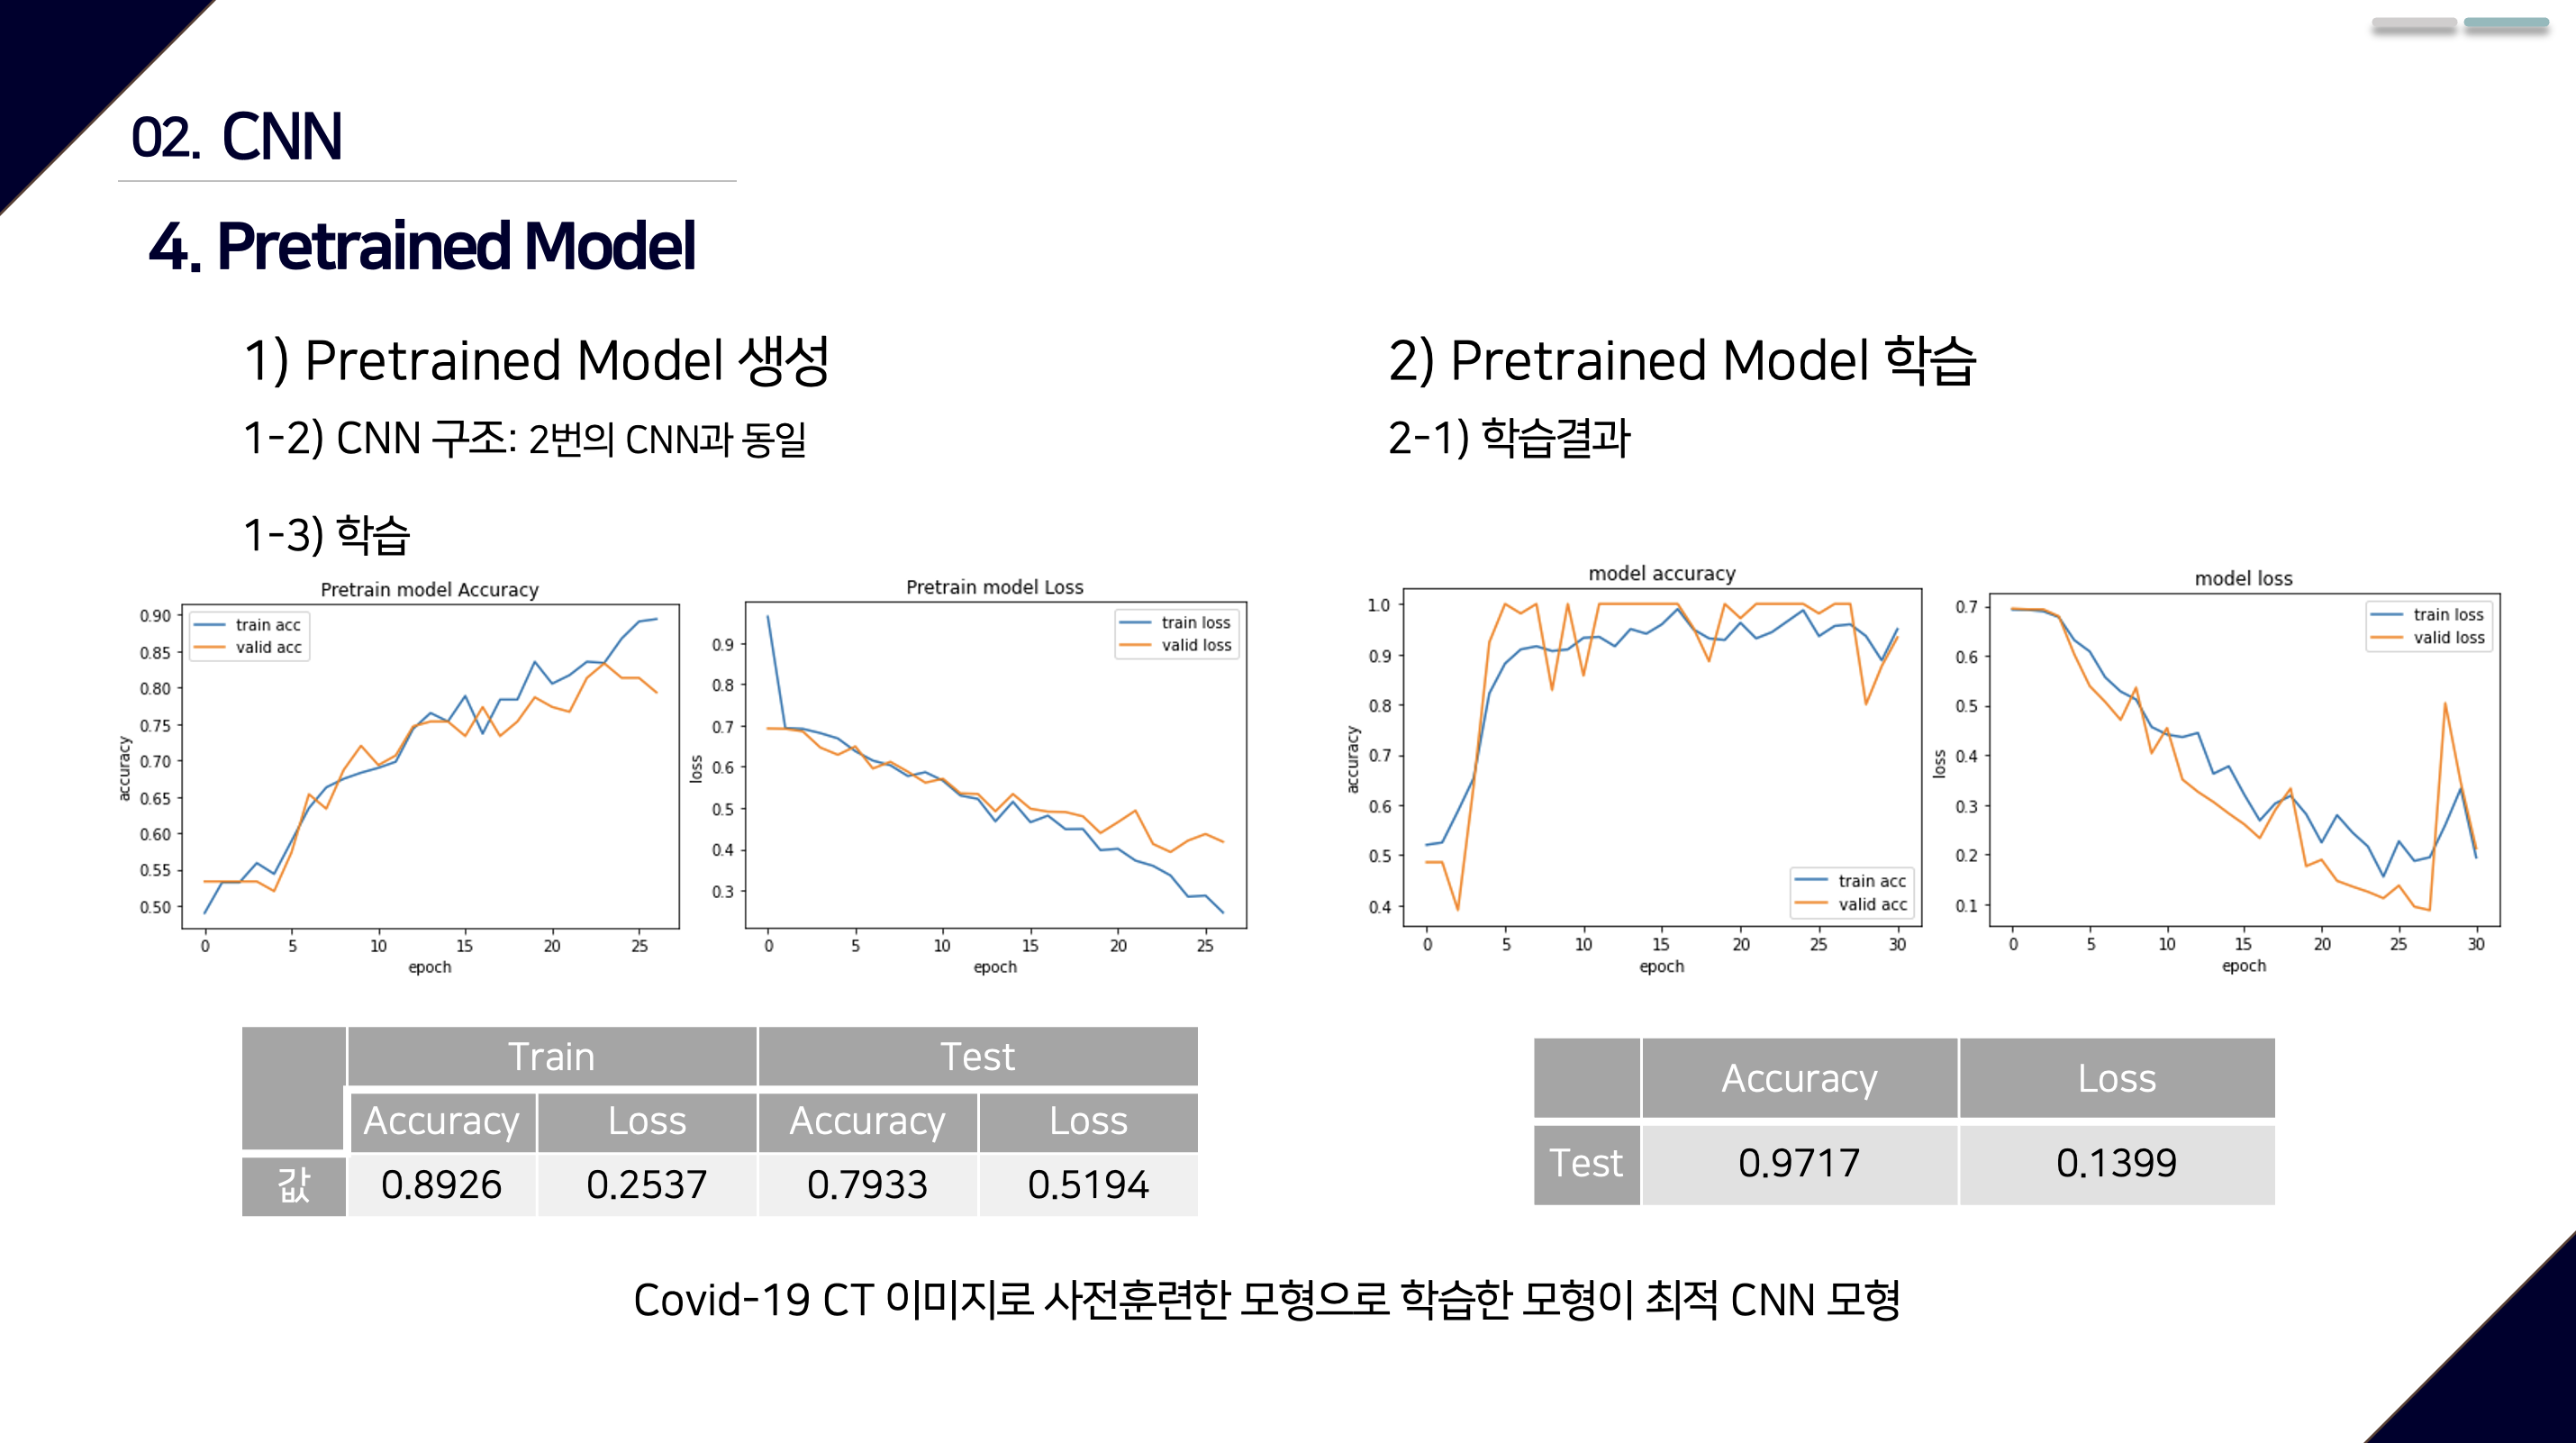 02. CNN
4. Pretrained Model
1) Pretrained Model 생성
1-2) CNN 구조: 2번의 CNN과 동일
1-3) 학습
Pretrain model Accuracy
train acc
valid acc
0.90
0.85
0.80
0.75
0.70
0.65
0.60
0.55
0.50
accuracy
0 5 10 15 20 25
epoch
Pretrain model Loss
train loss
valid loss
0.9
0.8
0.7
0.6
0.5
0.4
0.3
loss
0 5 10 15 20 25
epoch
Train Test
Accuracy Loss Accuracy Loss
값 0.8926 0.2537 0.7933 0.5194
2) Pretrained Model 학습
2-1) 학습결과
model accuracy
1.0
0.9
0.8
0.7
0.6
0.5
0.4
accuracy
train acc
valid acc
0 5 10 15 20 25 30
epoch
model loss
train loss
valid loss
0.7
0.6
0.5
0.4
0.3
0.2
0.1
loss
0 5 10 15 20 25 30
epoch
Accuracy Loss
Test 0.9717 0.1399
Covid-19 CT 이미지로 사전훈련한 모형으로 학습한 모형이 최적 CNN 모형